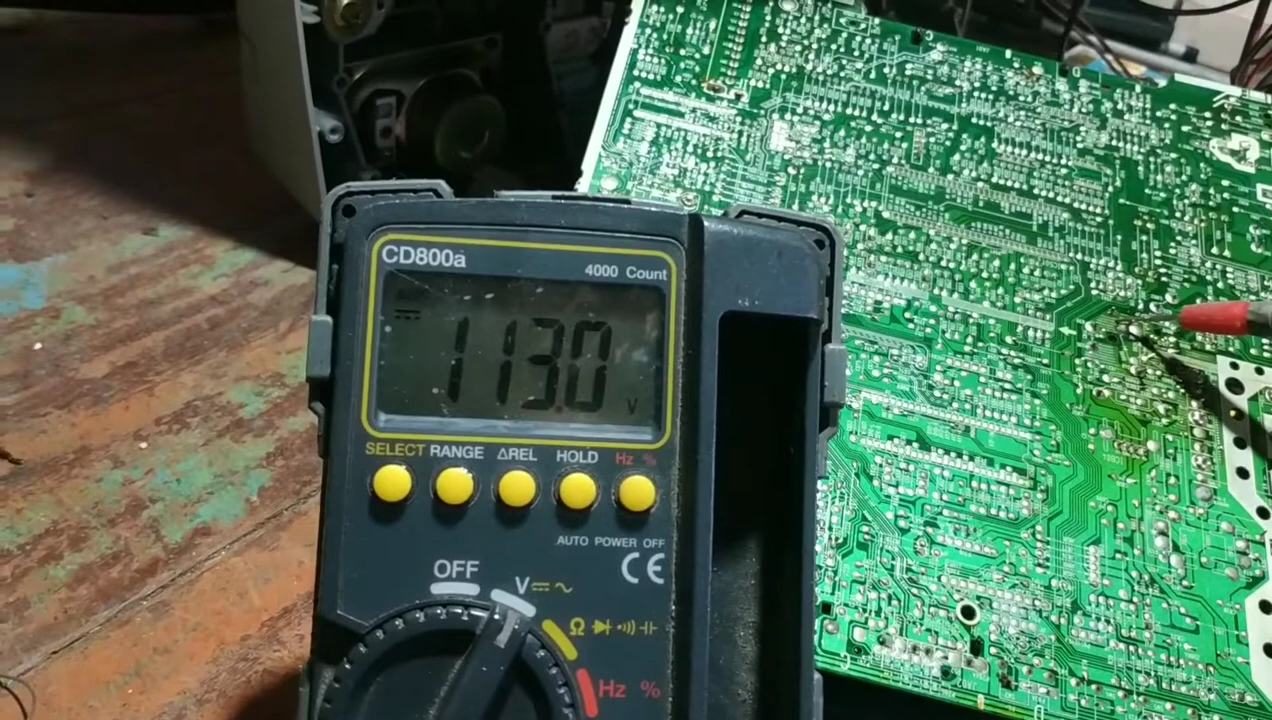 CD800a
4000 Count
113.0
V
SELECT RANGE ΔREL HOLD Hz %
AUTO POWER OFF
CE
OFF
V
Ω
Hz %